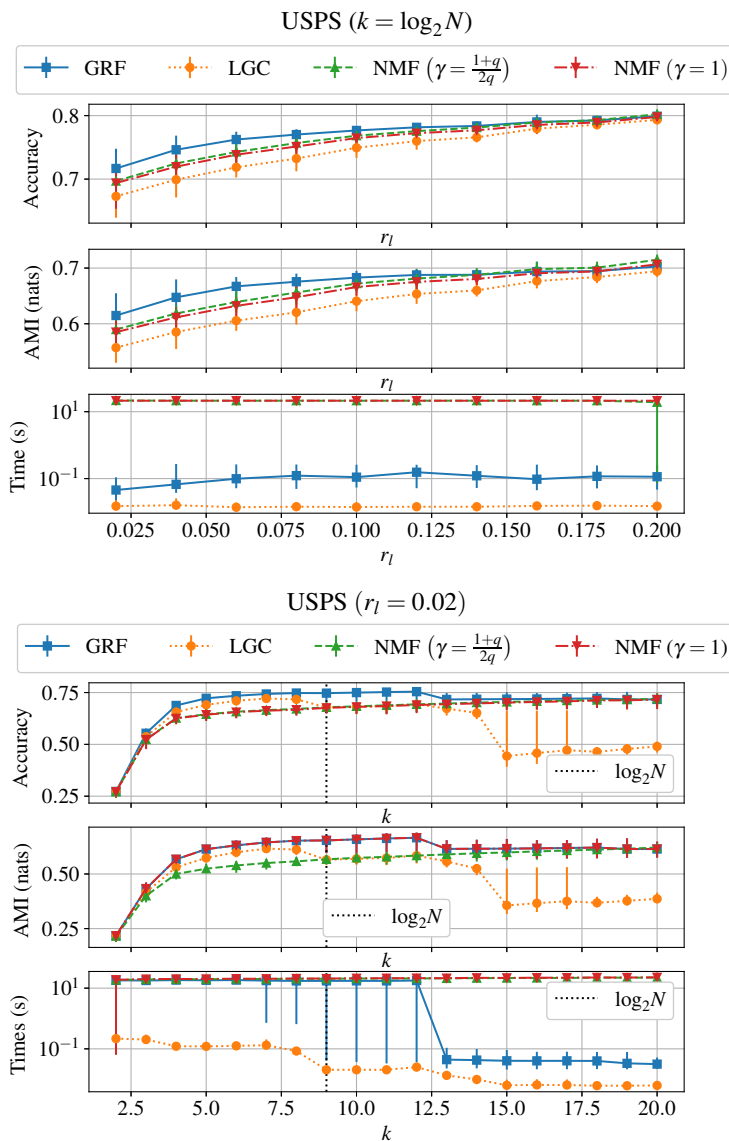 USPS (k = log₂ N)
GRF LGC NMF (γ = (1+q)/(2q)) NMF (γ = 1)
0.8
0.7
Accuracy
r_l
0.7
0.6
AMI (nats)
r_l
10¹
10⁻¹
Time (s)
0.025 0.050 0.075 0.100 0.125 0.150 0.175 0.200
r_l
USPS (r_l = 0.02)
GRF LGC NMF (γ = (1+q)/(2q)) NMF (γ = 1)
0.75
0.50
0.25
Accuracy
log₂N
k
0.50
0.25
AMI (nats)
log₂N
k
10¹
10⁻¹
Times (s)
log₂N
2.5 5.0 7.5 10.0 12.5 15.0 17.5 20.0
k